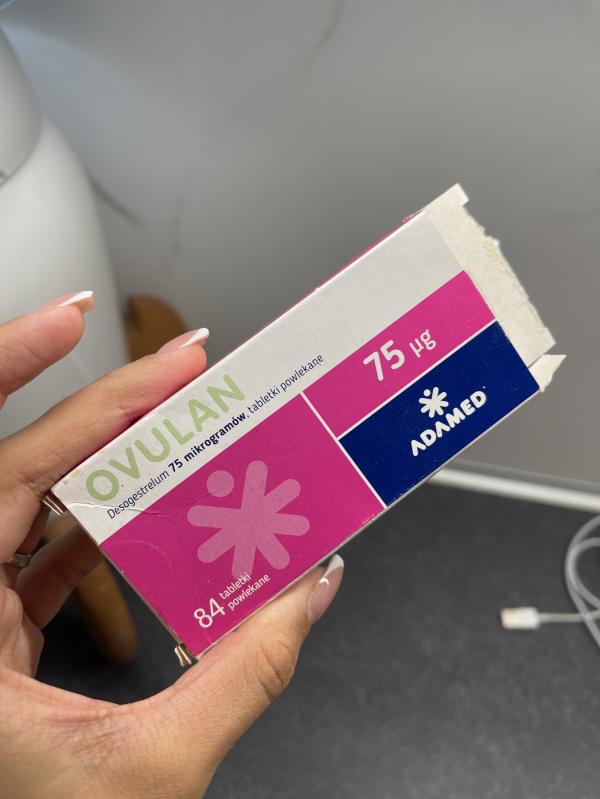 OVULAN
Desogestrelum 75 mikrogramów, tabletki powlekane
75 µg
ADAMED
84 tabletki
powlekane